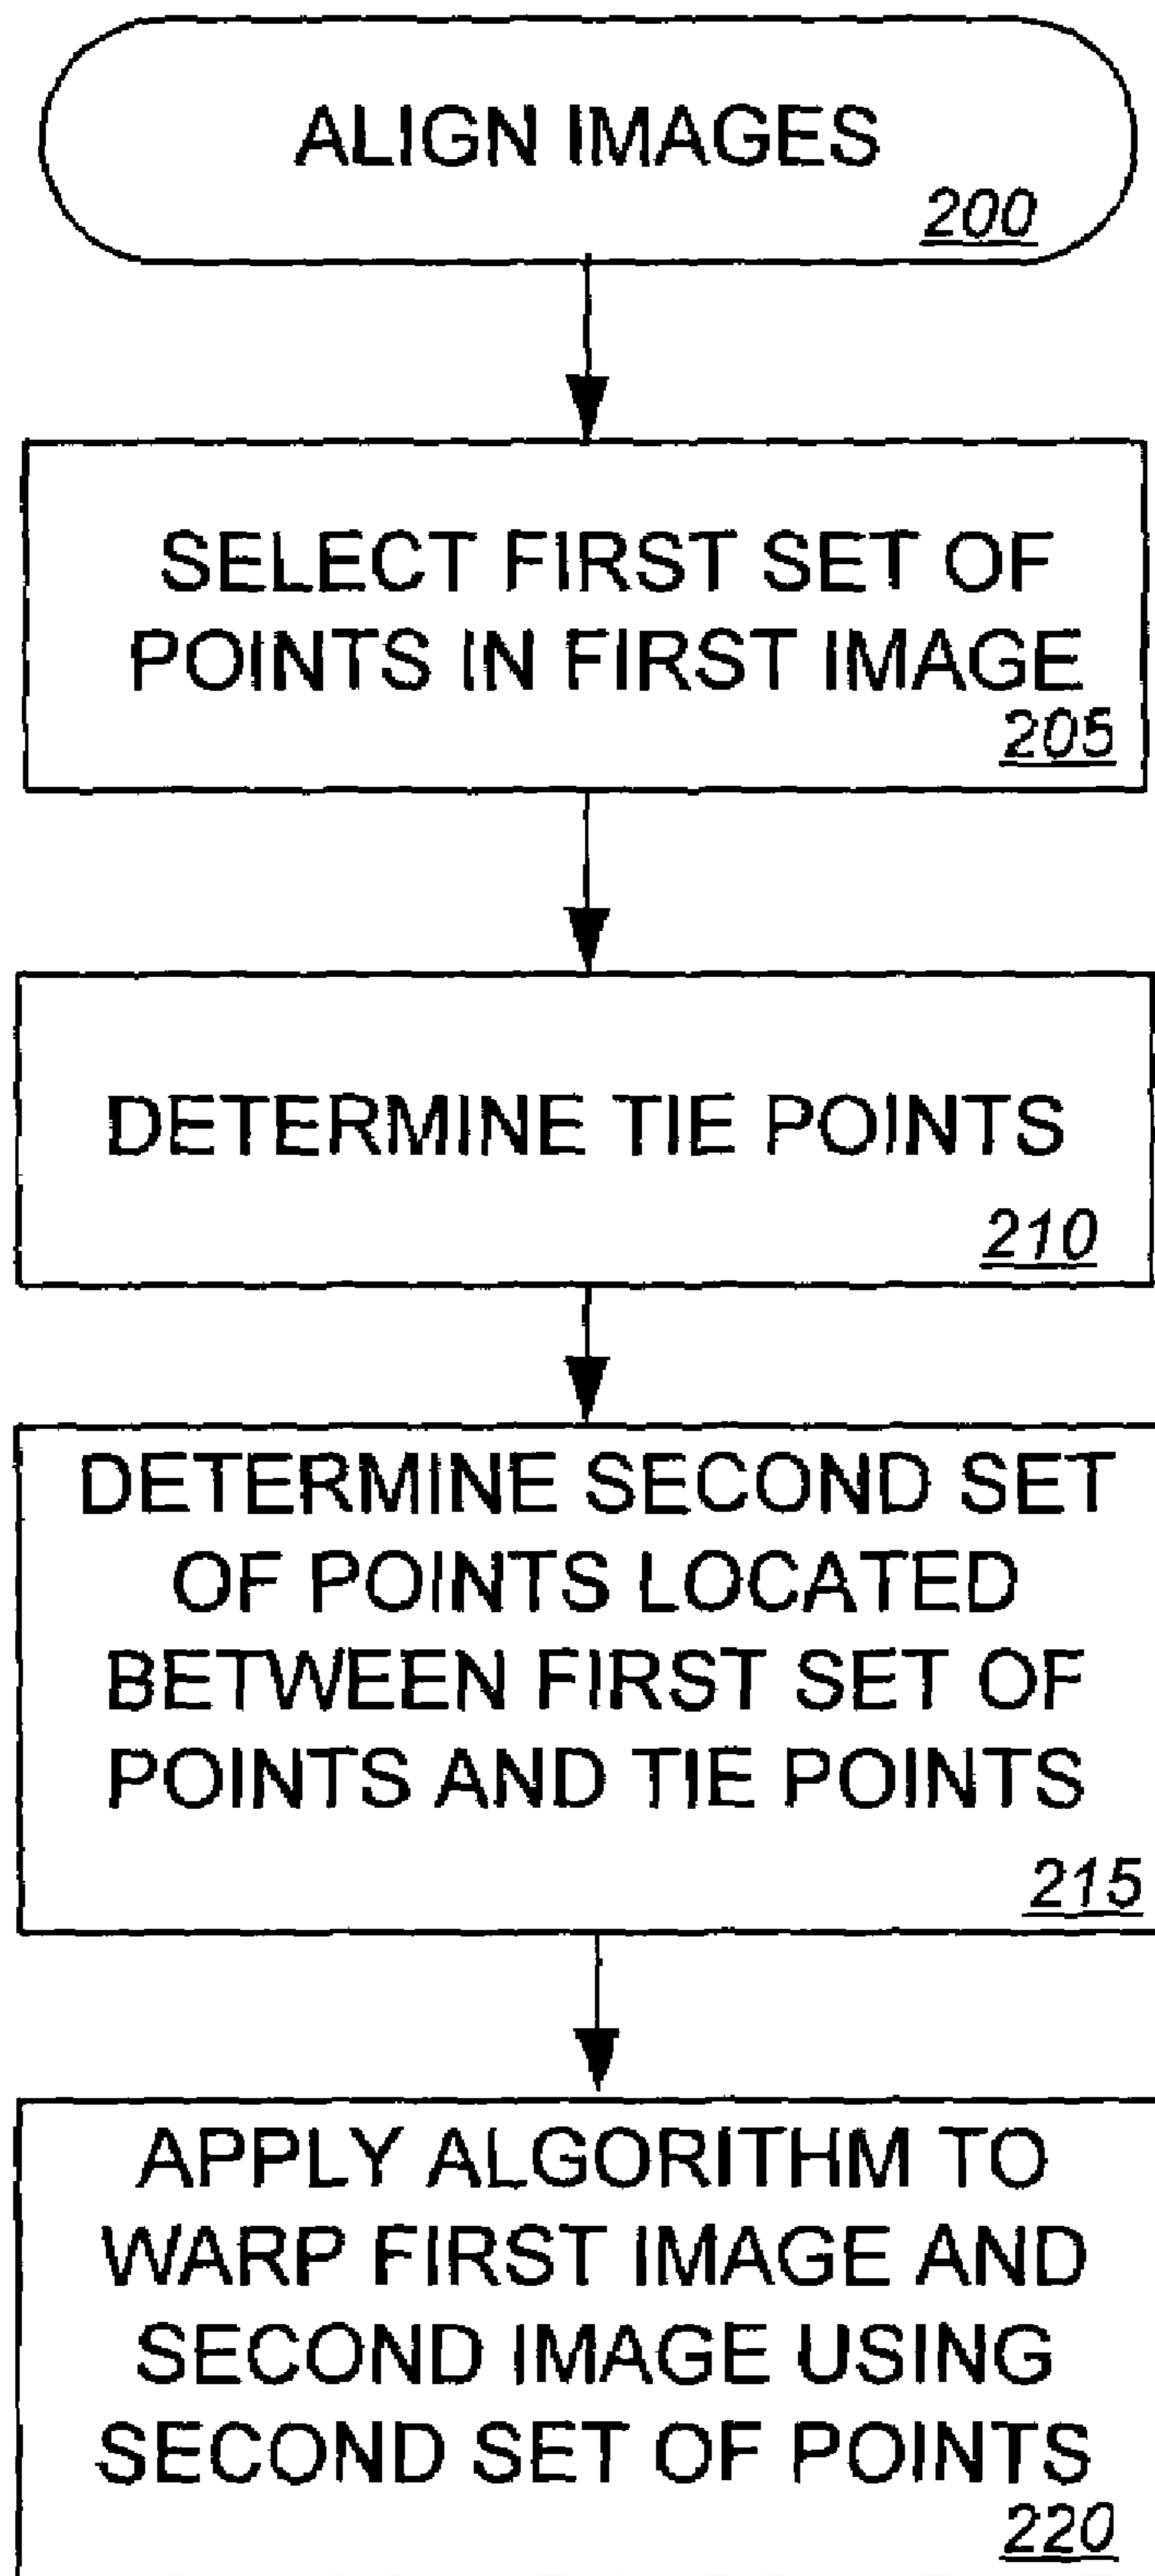 ALIGN IMAGES
200
SELECT FIRST SET OF
POINTS IN FIRST IMAGE
205
DETERMINE TIE POINTS
210
DETERMINE SECOND SET
OF POINTS LOCATED
BETWEEN FIRST SET OF
POINTS AND TIE POINTS
215
APPLY ALGORITHM TO
WARP FIRST IMAGE AND
SECOND IMAGE USING
SECOND SET OF POINTS
220